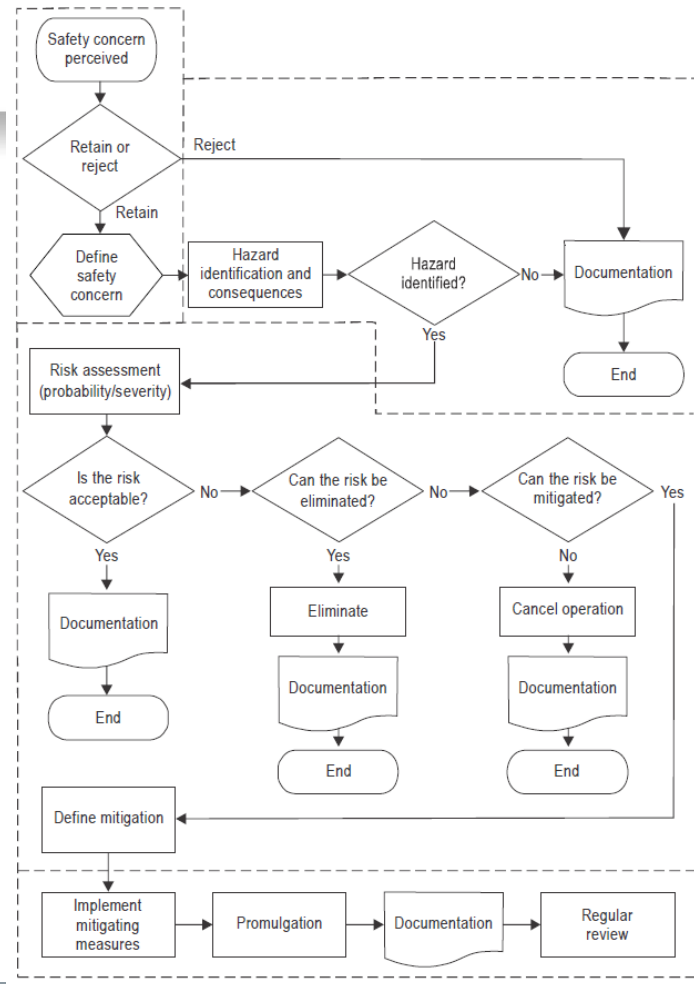 Safety concern
perceived
Retain or
reject
Reject
Retain
Define
safety
concern
Hazard
identification and
consequences
Hazard
identified?
No
Documentation
Yes
End
Risk assessment
(probability/severity)
Is the risk
acceptable?
No
Can the risk be
eliminated?
No
Can the risk be
mitigated?
Yes
Yes
Yes
No
Documentation
Eliminate
Cancel operation
End
Documentation
Documentation
End
End
Define mitigation
Implement
mitigating
measures
Promulgation
Documentation
Regular
review